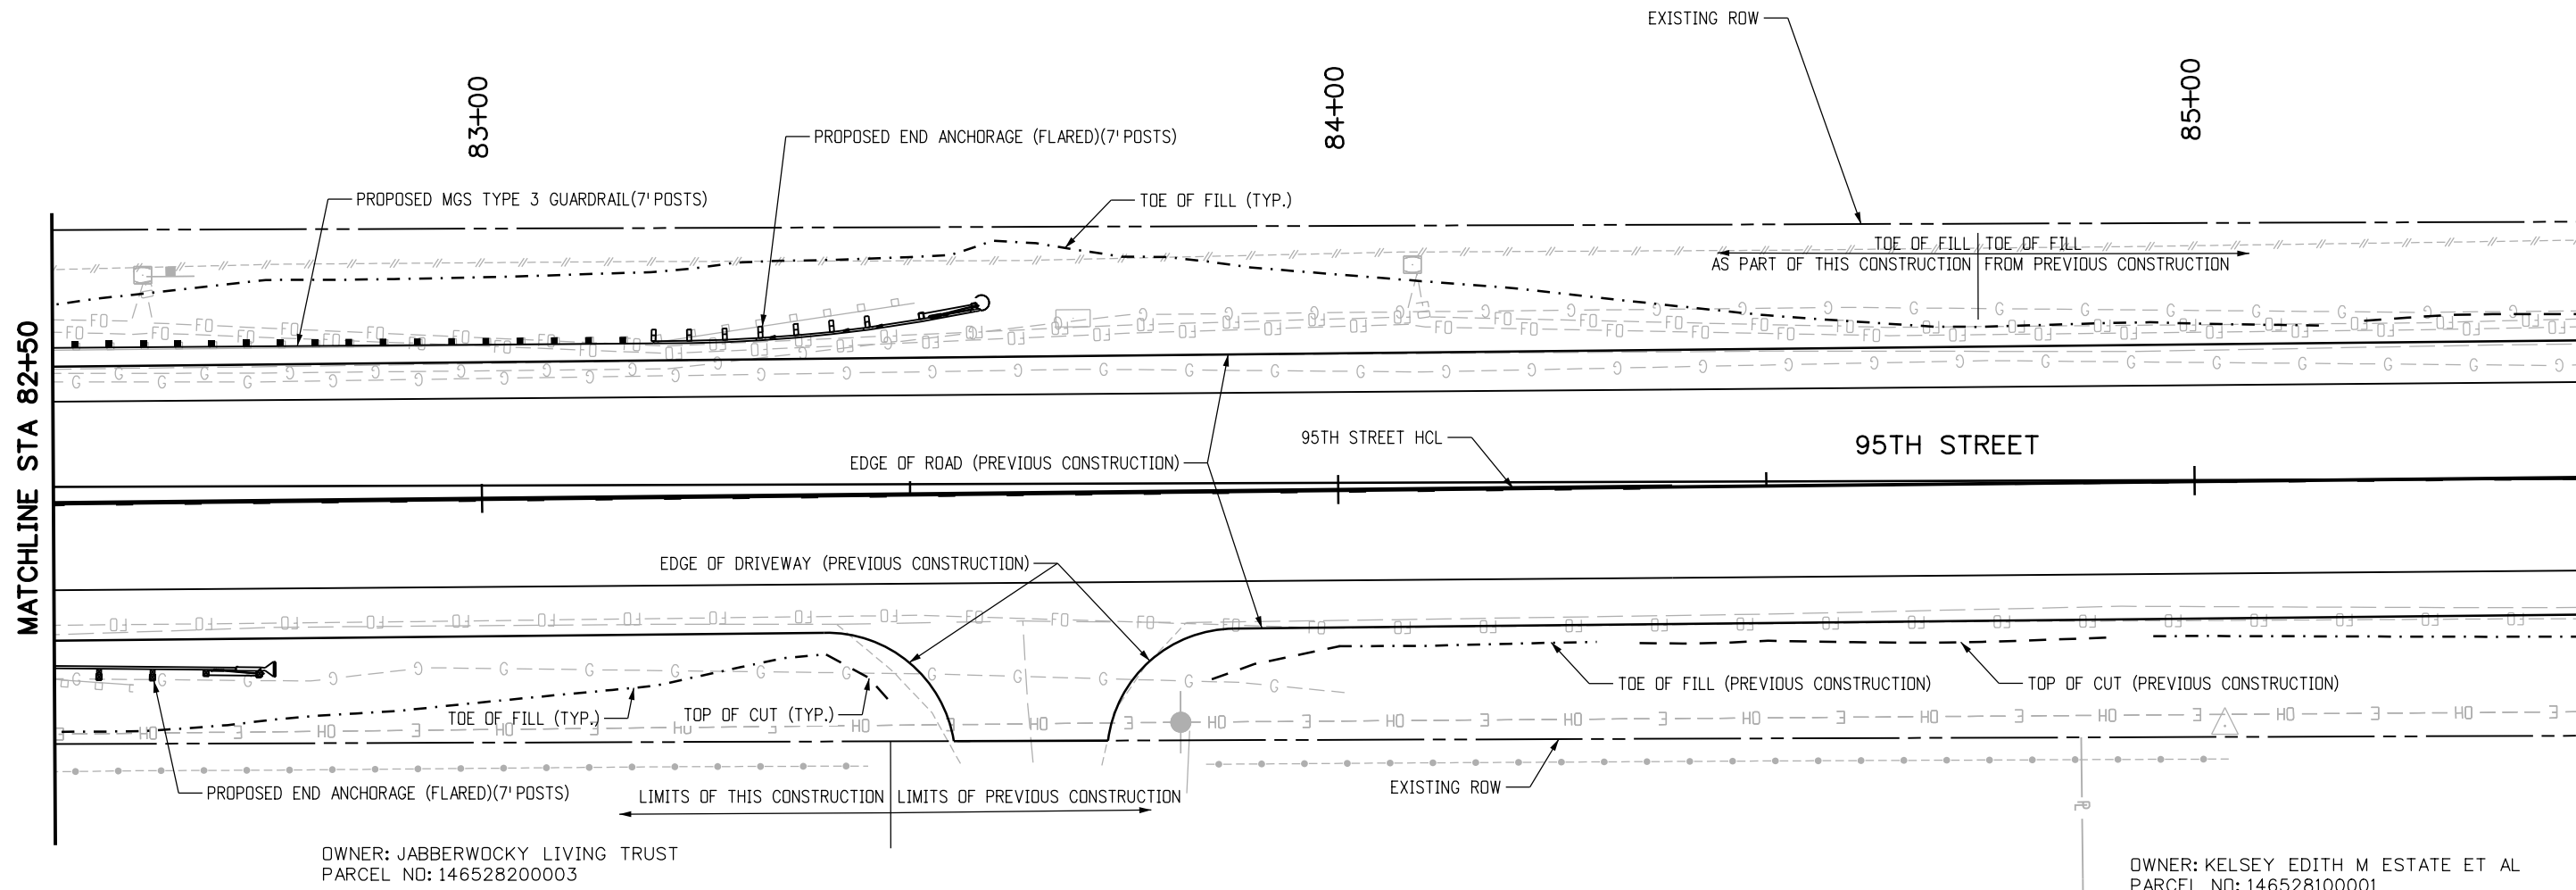 EXISTING ROW
83+00
84+00
85+00
PROPOSED END ANCHORAGE (FLARED)(7' POSTS)
PROPOSED MGS TYPE 3 GUARDRAIL(7' POSTS)
TOE OF FILL (TYP.)
TOE OF FILL
AS PART OF THIS CONSTRUCTION
TOE OF FILL
FROM PREVIOUS CONSTRUCTION
MATCHLINE STA 82+50
95TH STREET HCL
95TH STREET
EDGE OF ROAD (PREVIOUS CONSTRUCTION)
EDGE OF DRIVEWAY (PREVIOUS CONSTRUCTION)
TOE OF FILL (PREVIOUS CONSTRUCTION)
TOP OF CUT (PREVIOUS CONSTRUCTION)
TOE OF FILL (TYP.)
TOP OF CUT (TYP.)
PROPOSED END ANCHORAGE (FLARED)(7' POSTS)
LIMITS OF THIS CONSTRUCTION
LIMITS OF PREVIOUS CONSTRUCTION
EXISTING ROW
OWNER: JABBERWOCKY LIVING TRUST
PARCEL NO: 146528200003
OWNER: KELSEY EDITH M ESTATE ET AL
PARCEL NO: 146528100001